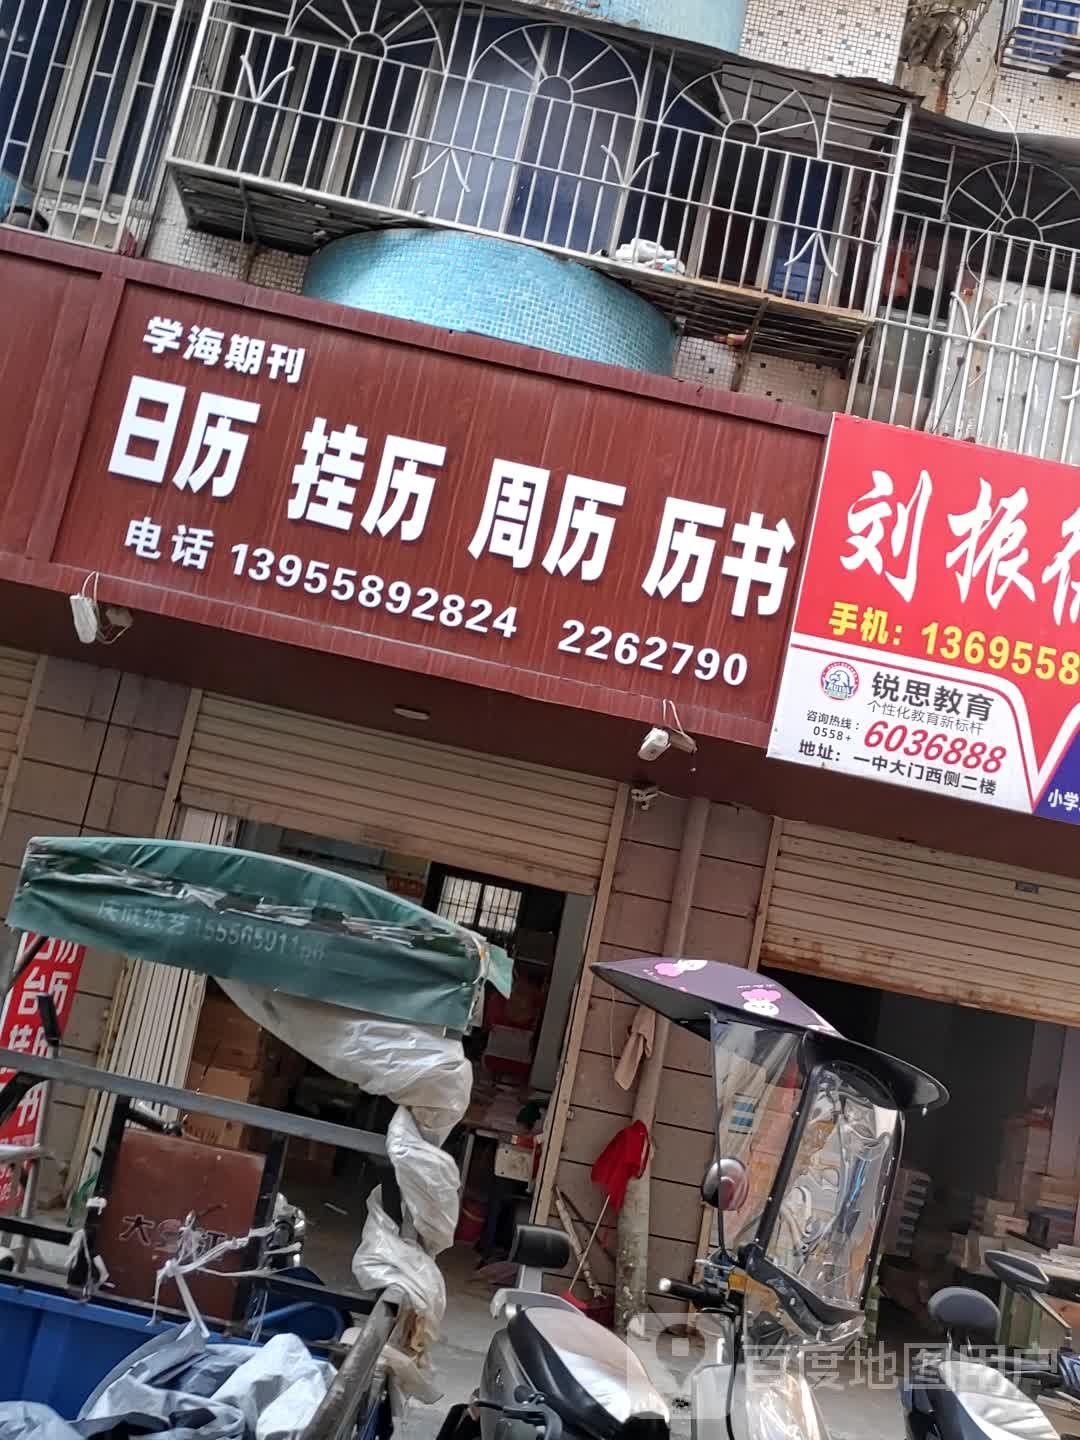 学海期刊
日历 挂历 周历 历书
电话 13955892824 2262790
刘振
手机：1369558
锐思教育
个性化教育新标杆
咨询热线：
0558+
6036888
地址：一中大门西侧二楼
小学
台历
书
百度地图用户